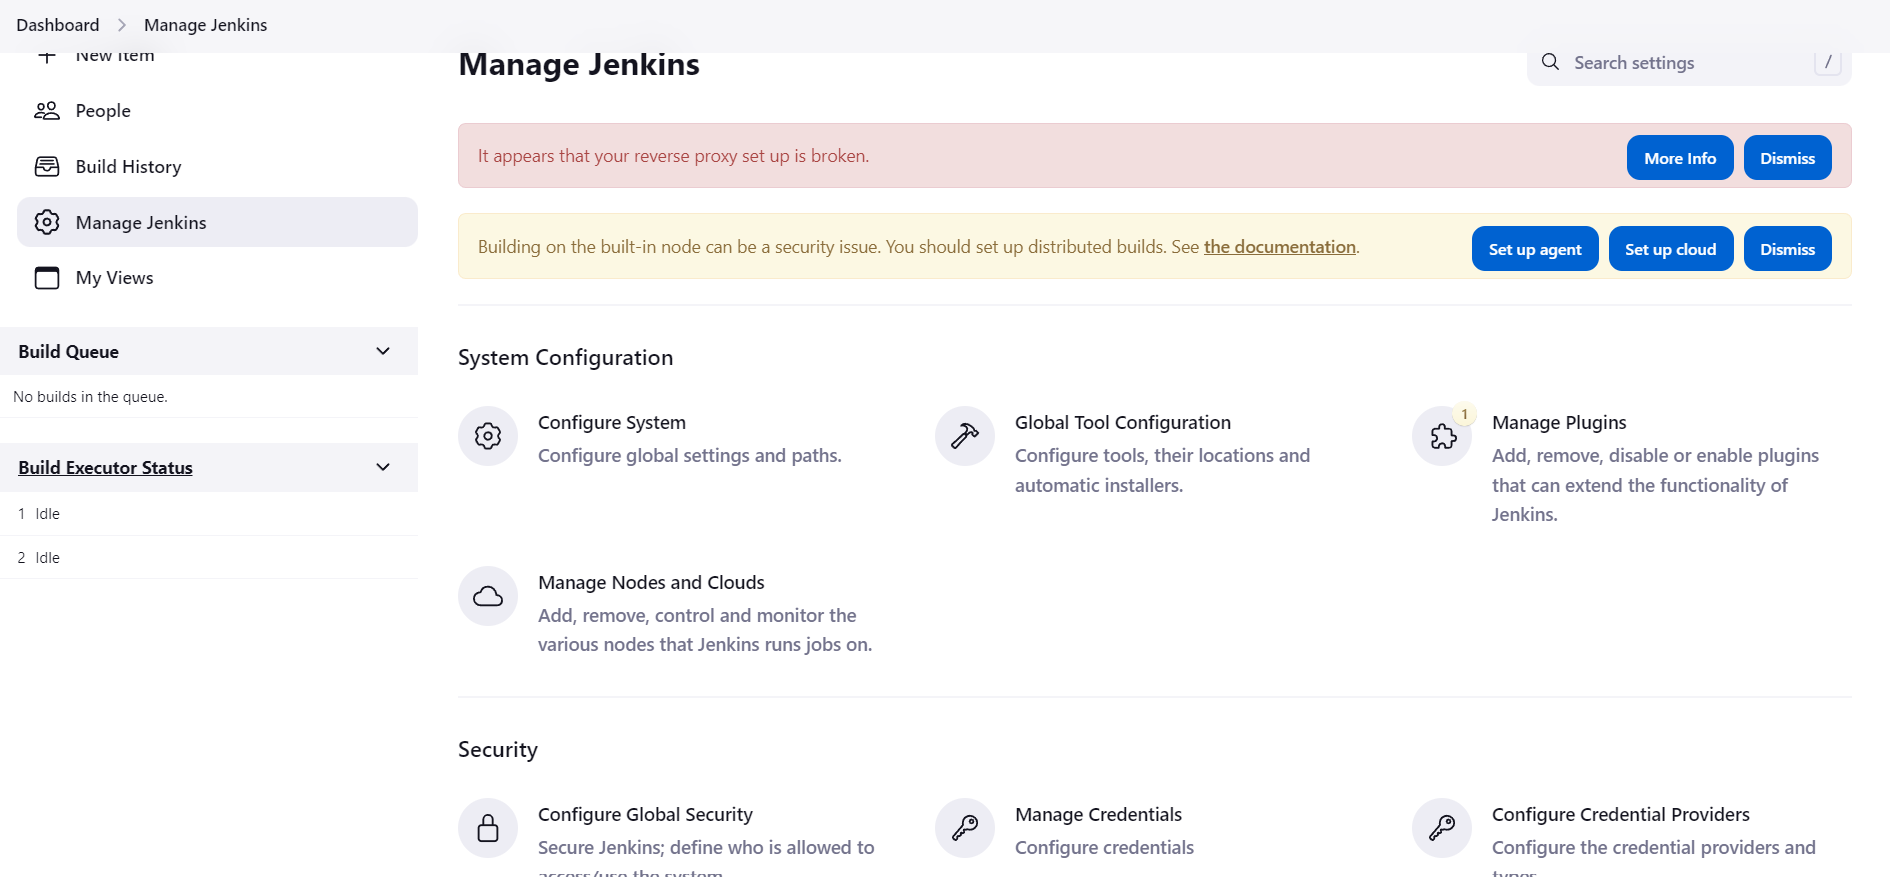 Dashboard > Manage Jenkins
New Item
People
Build History
Manage Jenkins
My Views
Build Queue
No builds in the queue.
Build Executor Status
1 Idle
2 Idle
Manage Jenkins
Search settings /
It appears that your reverse proxy set up is broken.
More Info Dismiss
Building on the built-in node can be a security issue. You should set up distributed builds. See the documentation.
Set up agent Set up cloud Dismiss
System Configuration
Configure System
Configure global settings and paths.
Global Tool Configuration
Configure tools, their locations and
automatic installers.
1
Manage Plugins
Add, remove, disable or enable plugins
that can extend the functionality of
Jenkins.
Manage Nodes and Clouds
Add, remove, control and monitor the
various nodes that Jenkins runs jobs on.
Security
Configure Global Security
Secure Jenkins; define who is allowed to
access/use the system.
Manage Credentials
Configure credentials
Configure Credential Providers
Configure the credential providers and
types